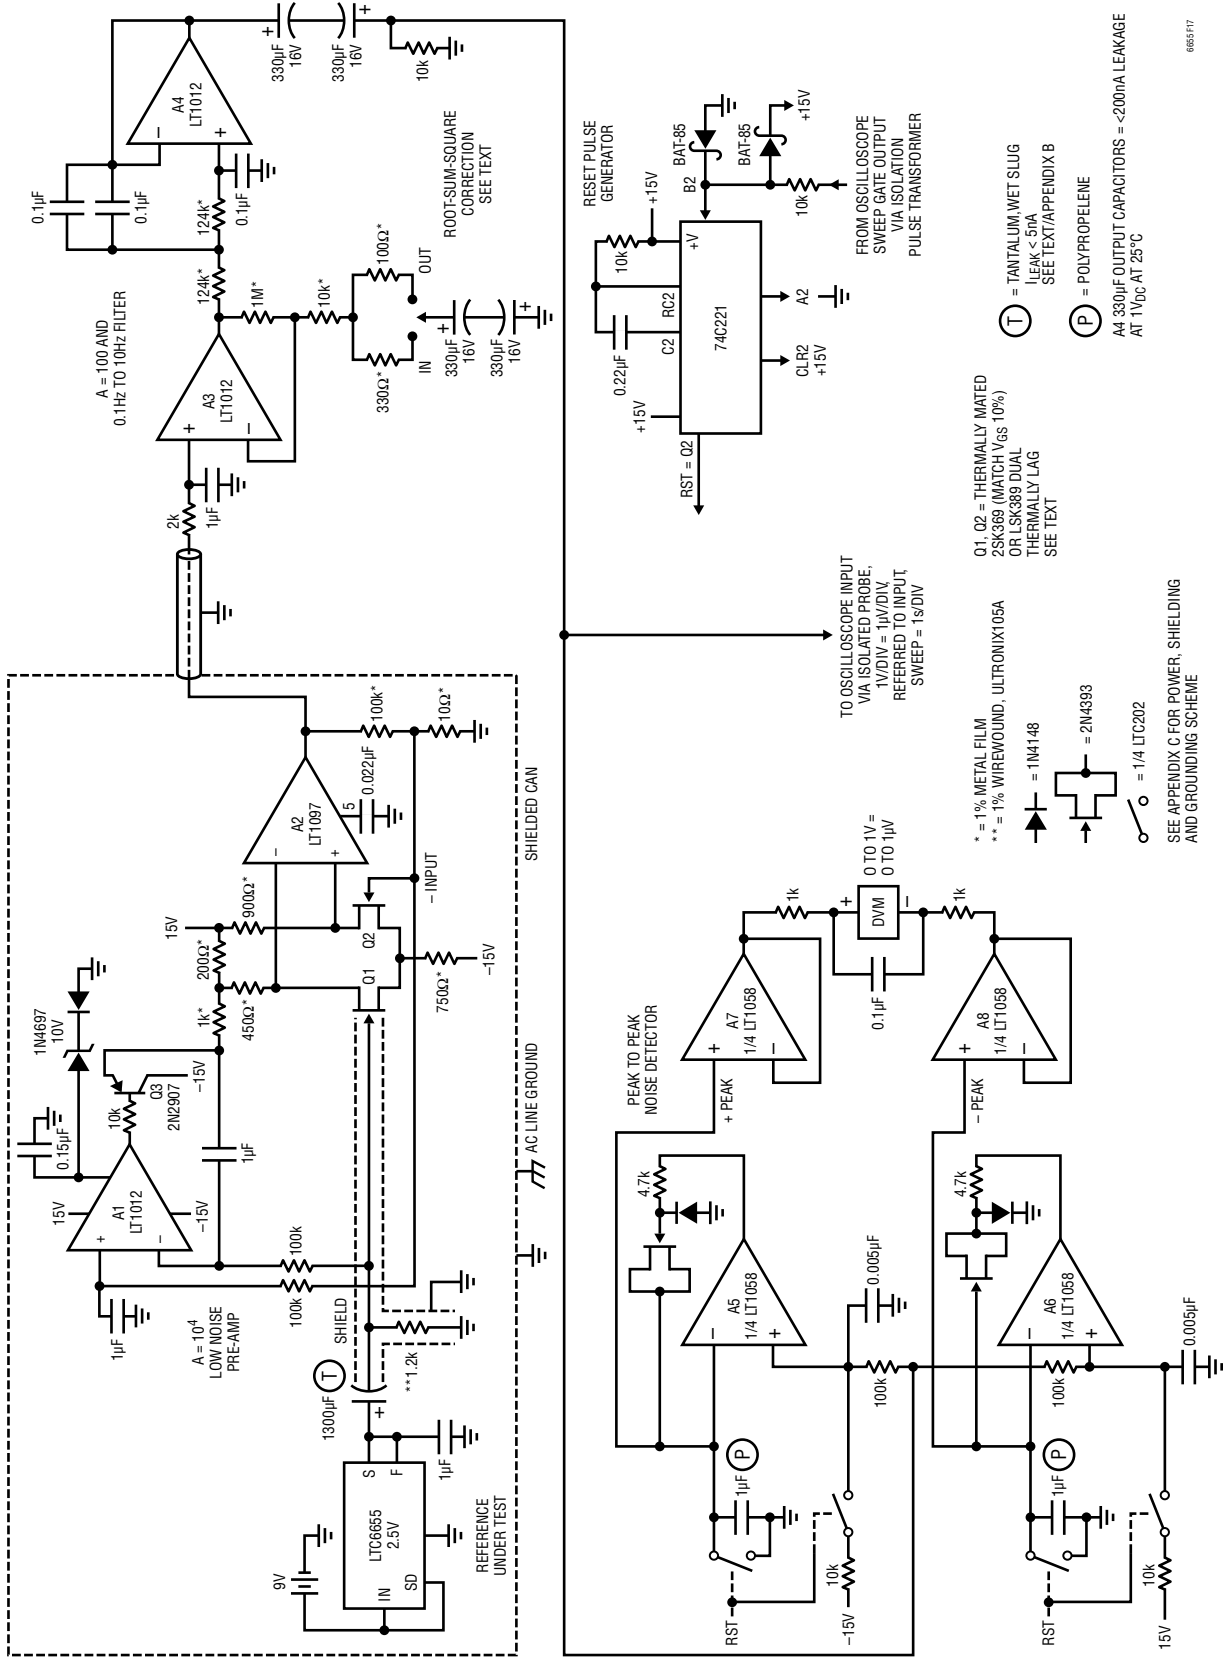 0.1µF
0.1µF
124k*
124k*
0.1µF
A4
LT1012
+
330µF
16V
330µF
16V
+
10k
A = 100 AND
0.1Hz TO 10Hz FILTER
A3
LT1012
1M*
10k*
100Ω*
OUT
330Ω*
IN
+
330µF
16V
330µF
16V
+
ROOT-SUM-SQUARE
CORRECTION
SEE TEXT
2k
1µF
RESET PULSE
GENERATOR
+15V
10k
0.22µF
+15V
C2
RC2
+V
74C221
B2
BAT-85
BAT-85
+15V
10k
A2
CLR2
+15V
RST = Q2
FROM OSCILLOSCOPE
SWEEP GATE OUTPUT
VIA ISOLATION
PULSE TRANSFORMER
TO OSCILLOSCOPE INPUT
VIA ISOLATED PROBE,
1V/DIV = 1µV/DIV,
REFERRED TO INPUT,
SWEEP = 1s/DIV
0.15µF
1N4697
10V
15V
A1
LT1012
–15V
10k
Q3
2N2907
–15V
1µF
1k*
200Ω*
15V
450Ω*
900Ω*
A2
LT1097
5
0.022µF
100k*
10Ω*
– INPUT
Q1
Q2
750Ω*
–15V
SHIELDED CAN
1µF
A = 10⁴
LOW NOISE
PRE-AMP
100k
100k
SHIELD
1300µF
T
+
**1.2k
9V
LTC6655
2.5V
IN
SD
S
F
1µF
REFERENCE
UNDER TEST
AC LINE GROUND
PEAK TO PEAK
NOISE DETECTOR
+ PEAK
A7
1/4 LT1058
1k
DVM
+
–
0.1µF
O TO 1V =
O TO 1µV
1k
A8
1/4 LT1058
– PEAK
4.7k
A5
1/4 LT1058
0.005µF
100k
P
1µF
RST
10k
–15V
4.7k
A6
1/4 LT1058
100k
0.005µF
P
1µF
RST
10k
15V
* = 1% METAL FILM
** = 1% WIREWOUND, ULTRONIX105A
= 1N4148
= 2N4393
= 1/4 LTC202
SEE APPENDIX C FOR POWER, SHIELDING
AND GROUNDING SCHEME
Q1, Q2 = THERMALLY MATED
2SK369 (MATCH VGS 10%)
OR LSK389 DUAL
THERMALLY LAG
SEE TEXT
T = TANTALUM,WET SLUG
ILEAK < 5nA
SEE TEXT/APPENDIX B
P = POLYPROPELENE
A4 330µF OUTPUT CAPACITORS = <200nA LEAKAGE
AT 1VDC AT 25°C
6655 F17